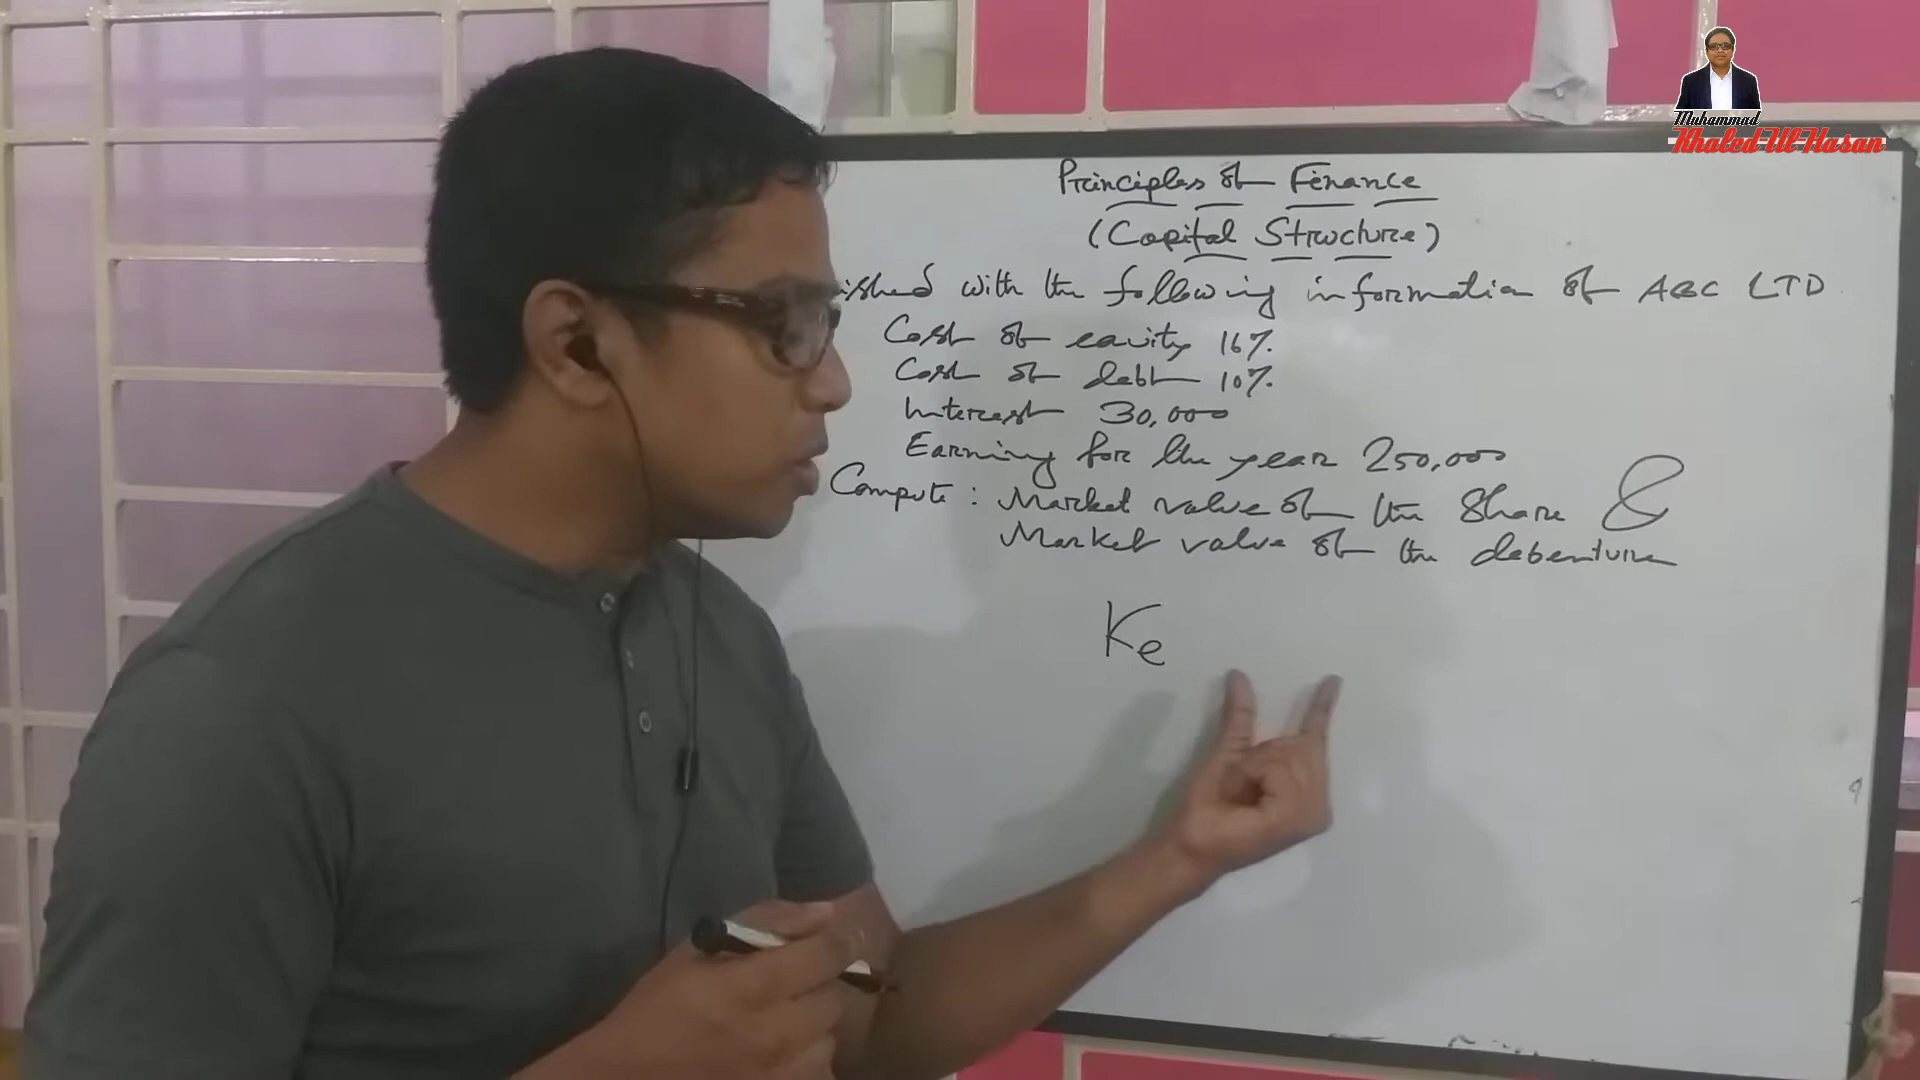 Muhammad
Khaled Ul Hasan
Principles of Finance
(Capital Structure)
ished with the following information of ABC LTD
Cost of equity 16%.
Cost of debt 10%.
Interest 30,000
Earning for the year 250,000
Compute: Market value of the Share &
Market value of the debenture
Ke